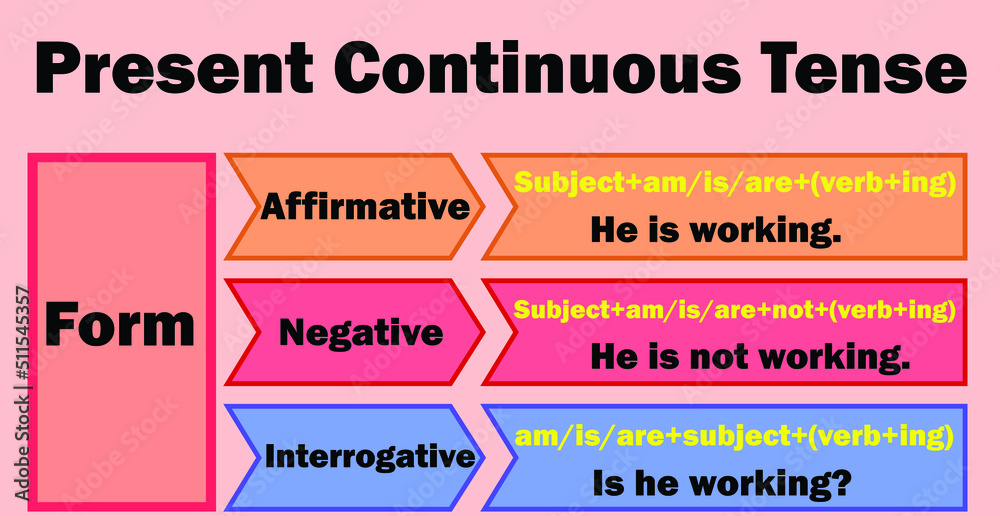 Present Continuous Tense
Form
Affirmative
Subject+am/is/are+(verb+ing)
He is working.
Negative
Subject+am/is/are+not+(verb+ing)
He is not working.
Interrogative
am/is/are+subject+(verb+ing)
Is he working?
Adobe Stock | #511545357